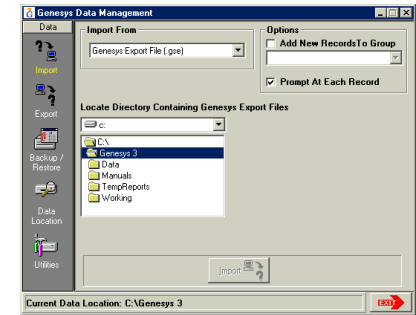 Genesys Data Management
Data
Import
Export
Backup /
Restore
Data
Location
Utilities
Import From
Genesys Export File (.gse)
Options
Add New RecordsTo Group
Prompt At Each Record
Locate Directory Containing Genesys Export Files
c:
C:\
Genesys 3
Data
Manuals
TempReports
Working
Import
Current Data Location: C:\Genesys 3
EXIT